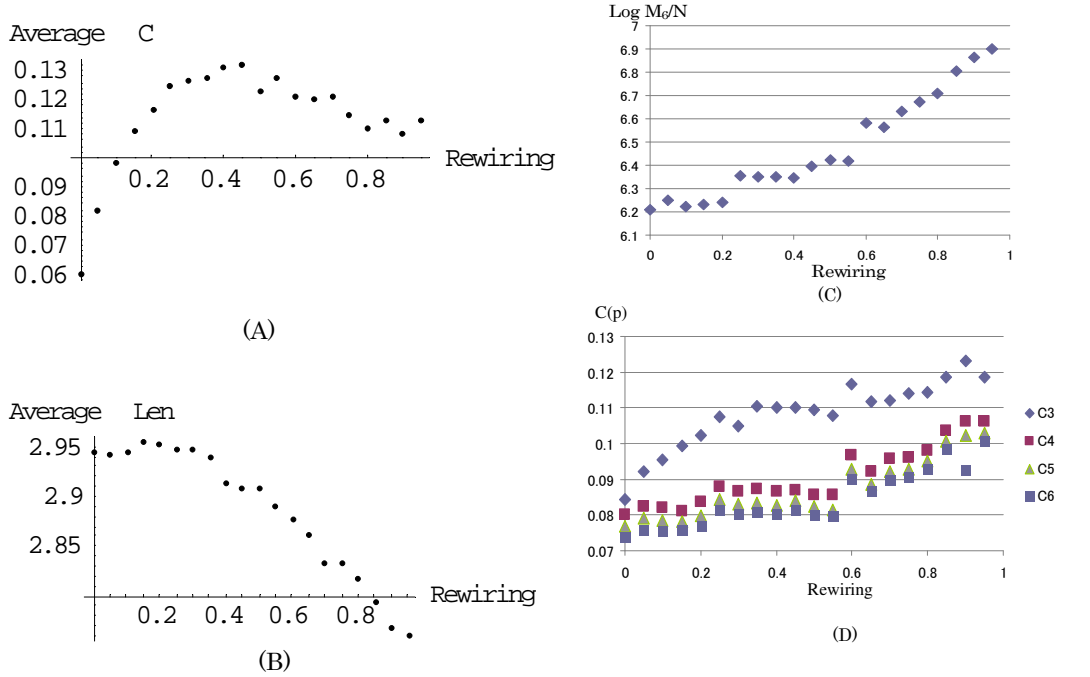 Average C
0.13
0.12
0.11
0.09
0.08
0.07
0.06
0.2 0.4 0.6 0.8
Rewiring
(A)
Average Len
2.95
2.9
2.85
0.2 0.4 0.6 0.8
Rewiring
(B)
Log M6/N
7
6.9
6.8
6.7
6.6
6.5
6.4
6.3
6.2
6.1
0 0.2 0.4 0.6 0.8 1
Rewiring
(C)
C(p)
0.13
0.12
0.11
0.1
0.09
0.08
0.07
0 0.2 0.4 0.6 0.8 1
Rewiring
C3
C4
C5
C6
(D)